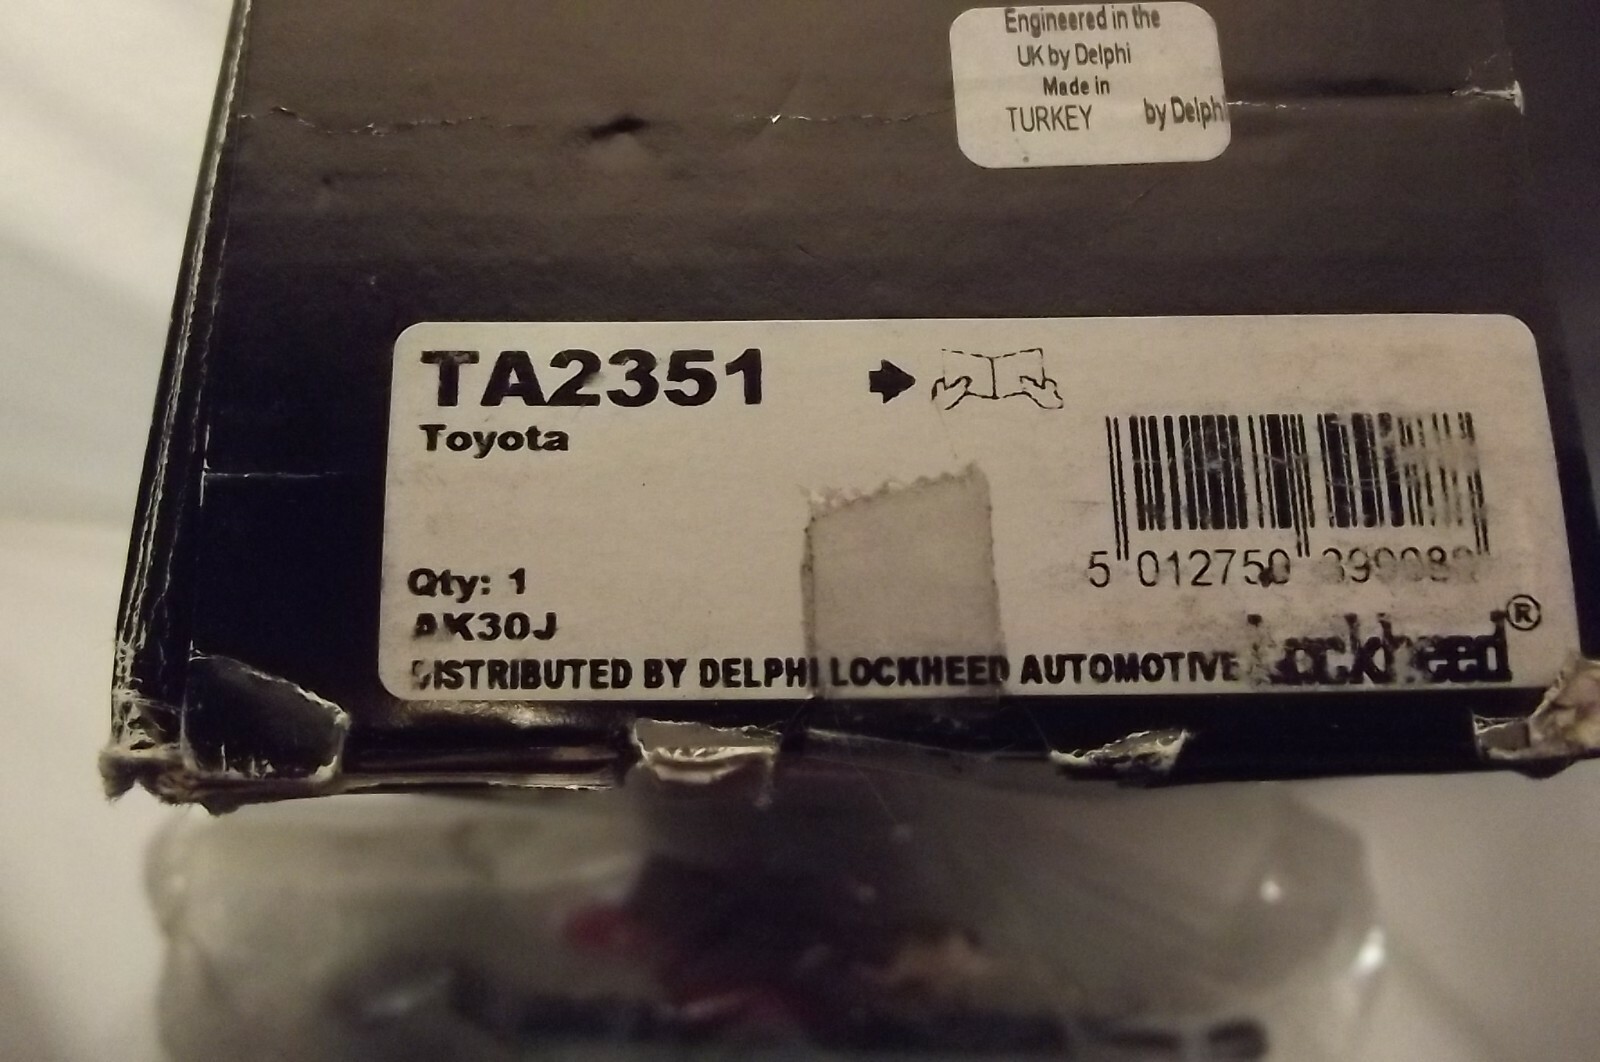 Engineered in the
UK by Delphi
Made in
TURKEY by Delphi
TA2351
Toyota
Qty: 1
AK30J
DISTRIBUTED BY DELPHI LOCKHEED AUTOMOTIVE
5 012750
Lockheed®